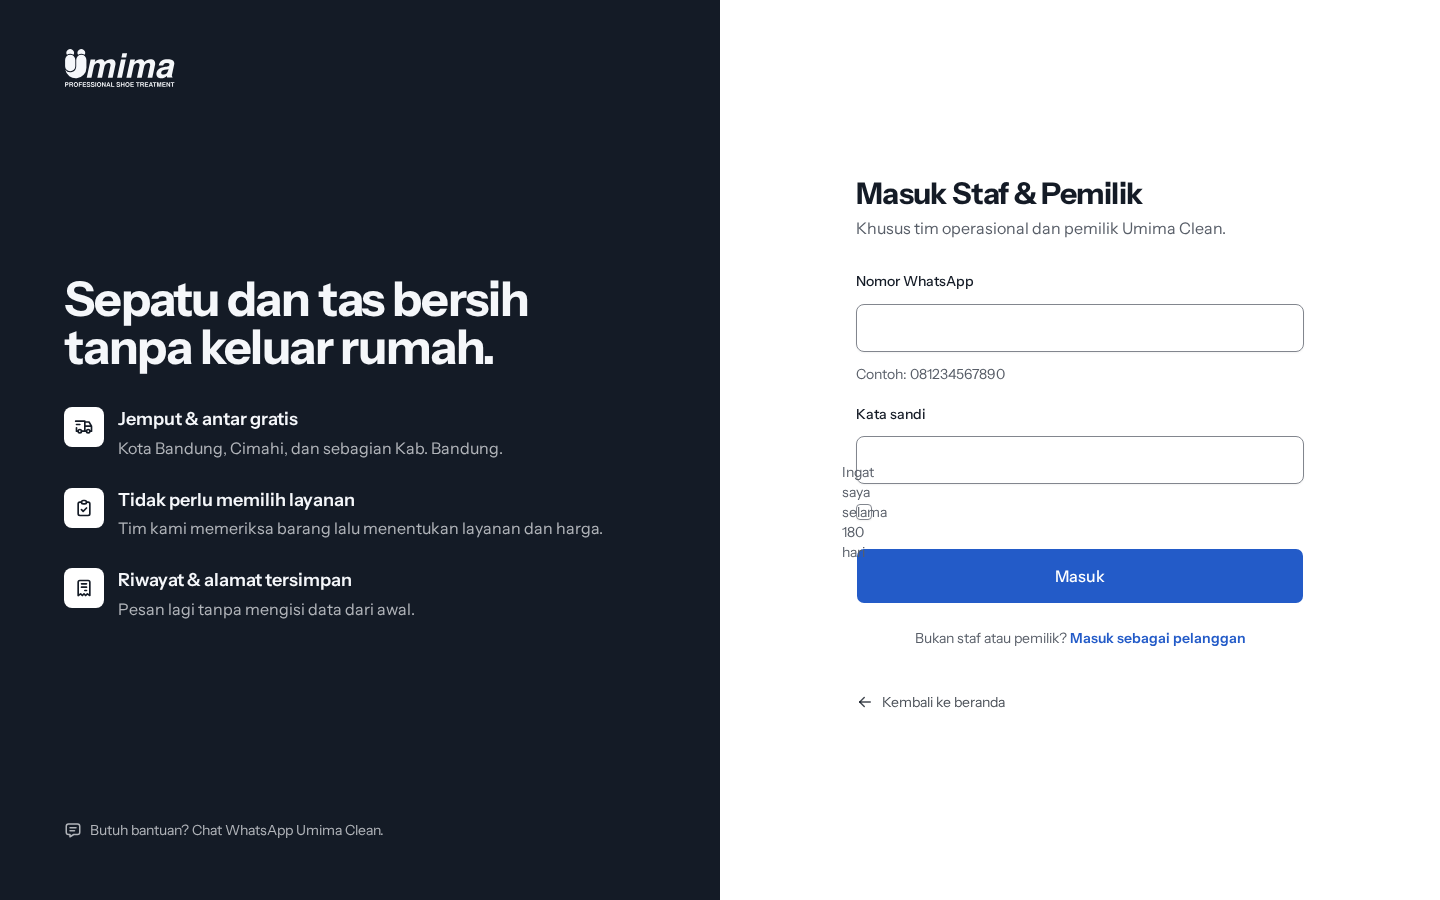 Umima
PROFESSIONAL SHOE TREATMENT
Sepatu dan tas bersih
tanpa keluar rumah.
Jemput & antar gratis
Kota Bandung, Cimahi, dan sebagian Kab. Bandung.
Tidak perlu memilih layanan
Tim kami memeriksa barang lalu menentukan layanan dan harga.
Riwayat & alamat tersimpan
Pesan lagi tanpa mengisi data dari awal.
Butuh bantuan? Chat WhatsApp Umima Clean.
Masuk Staf & Pemilik
Khusus tim operasional dan pemilik Umima Clean.
Nomor WhatsApp
Contoh: 081234567890
Kata sandi
Ingat
saya
selama
180
hari
Masuk
Bukan staf atau pemilik? Masuk sebagai pelanggan
Kembali ke beranda